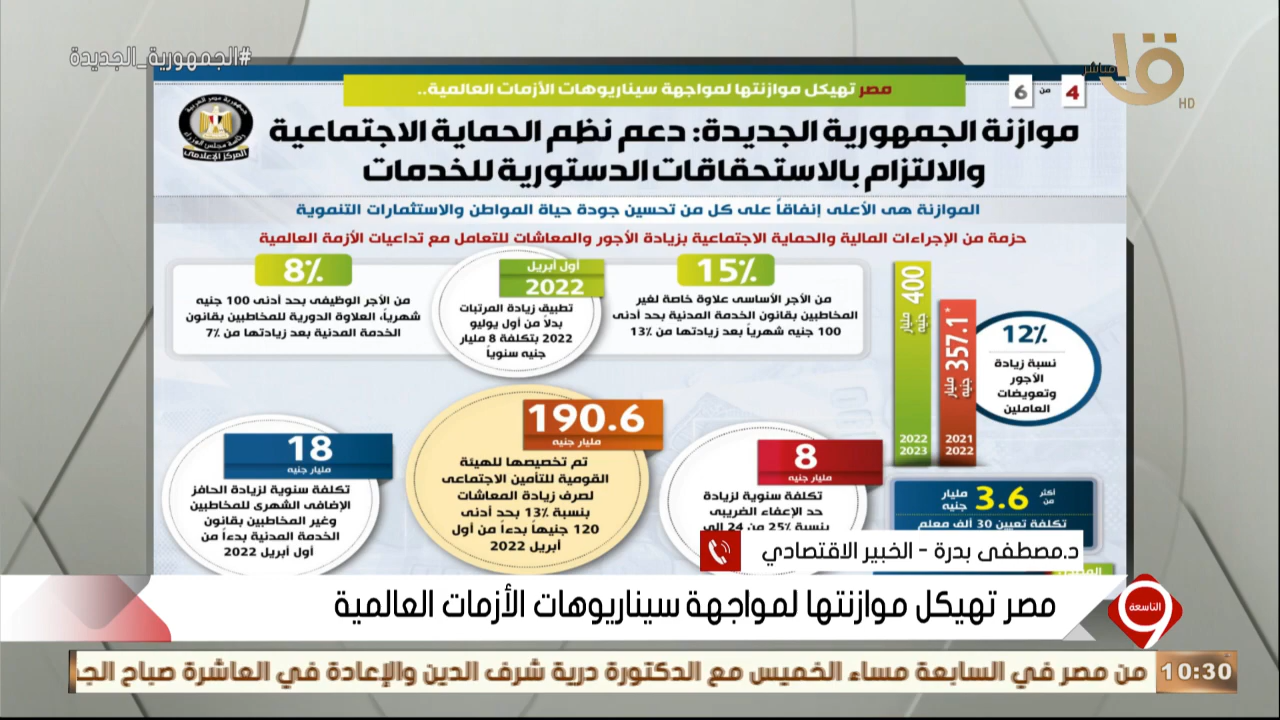 #الجمهورية_الجديدة
مباشر
HD
4 من 6
مصر تهيكل موازنتها لمواجهة سيناريوهات الأزمات العالمية..
موازنة الجمهورية الجديدة: دعم نظم الحماية الاجتماعية
والالتزام بالاستحقاقات الدستورية للخدمات
الموازنة هى الأعلى إنفاقاً على كل من تحسين جودة حياة المواطن والاستثمارات التنموية
حزمة من الإجراءات المالية والحماية الاجتماعية بزيادة الأجور والمعاشات للتعامل مع تداعيات الأزمة العالمية
12٪
نسبة زيادة
الأجور
وتعويضات
العاملين
357.1*
مليار جنيه
2021
2022
400
مليار جنيه
2022
2023
15٪
من الأجر الأساسى علاوة خاصة لغير
المخاطبين بقانون الخدمة المدنية بحد أدنى
100 جنيه شهرياً بعد زيادتها من 13٪
أول أبريل
2022
تطبيق زيادة المرتبات
بدلاً من أول يوليو
2022 بتكلفة 8 مليار
جنيه سنوياً
8٪
من الأجر الوظيفى بحد أدنى 100 جنيه
شهرياً، العلاوة الدورية للمخاطبين بقانون
الخدمة المدنية بعد زيادتها من 7٪
أكثر من 3.6 مليار جنيه
تكلفة تعيين 30 ألف معلم
8
مليار جنيه
تكلفة سنوية لزيادة
حد الإعفاء الضريبى
بنسبة 25٪ من 24 إلى
190.6
مليار جنيه
تم تخصيصها للهيئة
القومية للتأمين الاجتماعى
لصرف زيادة المعاشات
بنسبة 13٪ بحد أدنى
120 جنيهاً بدءاً من أول
أبريل 2022
18
مليار جنيه
تكلفة سنوية لزيادة الحافز
الإضافى الشهرى للمخاطبين
وغير المخاطبين بقانون
الخدمة المدنية بدءاً من
أول أبريل 2022
د.مصطفى بدرة - الخبير الاقتصادي
التاسعة
9
مصر تهيكل موازنتها لمواجهة سيناريوهات الأزمات العالمية
10:30
من مصر في السابعة مساء الخميس مع الدكتورة درية شرف الدين والإعادة في العاشرة صباح الجـ